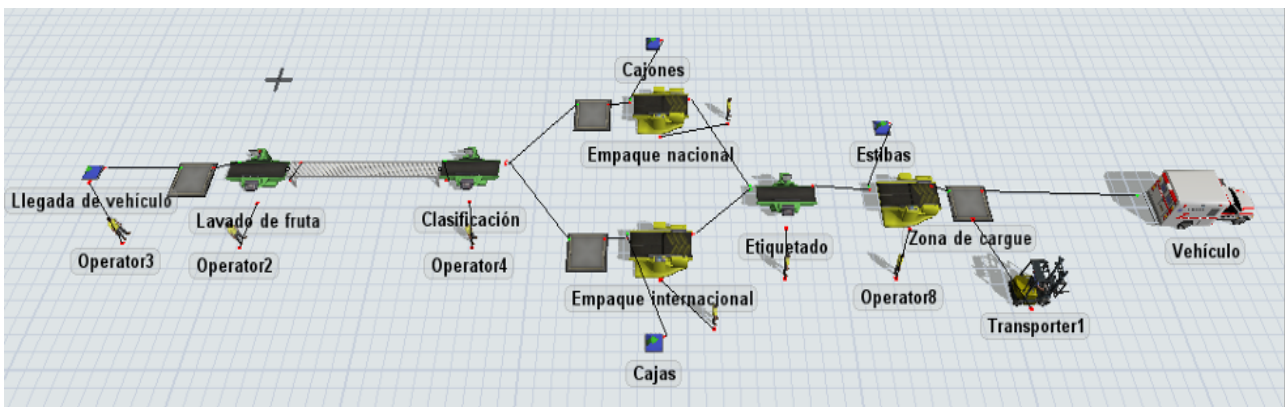 Cajones
Empaque nacional
Estibas
Llegada de vehículo
Lavado de fruta
Clasificación
Etiquetado
Zona de cargue
Vehículo
Operator3
Operator2
Operator4
Empaque internacional
Operator8
Transporter1
Cajas